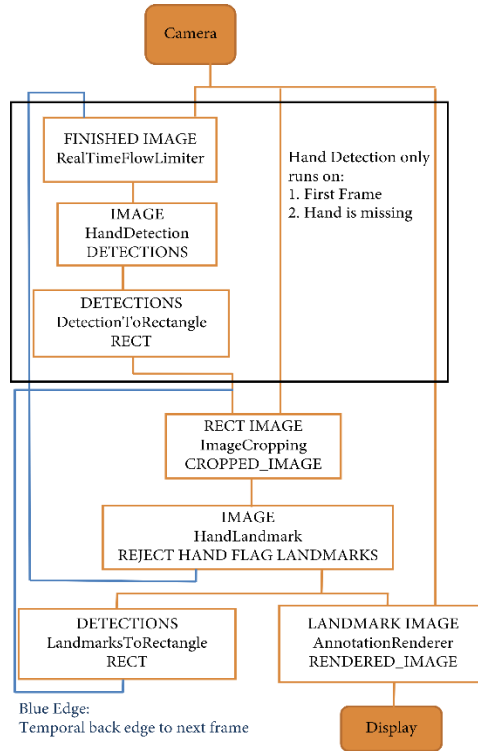 Camera
FINISHED IMAGE
RealTimeFlowLimiter
Hand Detection only
runs on:
1. First Frame
2. Hand is missing
IMAGE
HandDetection
DETECTIONS
DETECTIONS
DetectionToRectangle
RECT
RECT IMAGE
ImageCropping
CROPPED_IMAGE
IMAGE
HandLandmark
REJECT HAND FLAG LANDMARKS
DETECTIONS
LandmarksToRectangle
RECT
LANDMARK IMAGE
AnnotationRenderer
RENDERED_IMAGE
Blue Edge:
Temporal back edge to next frame
Display